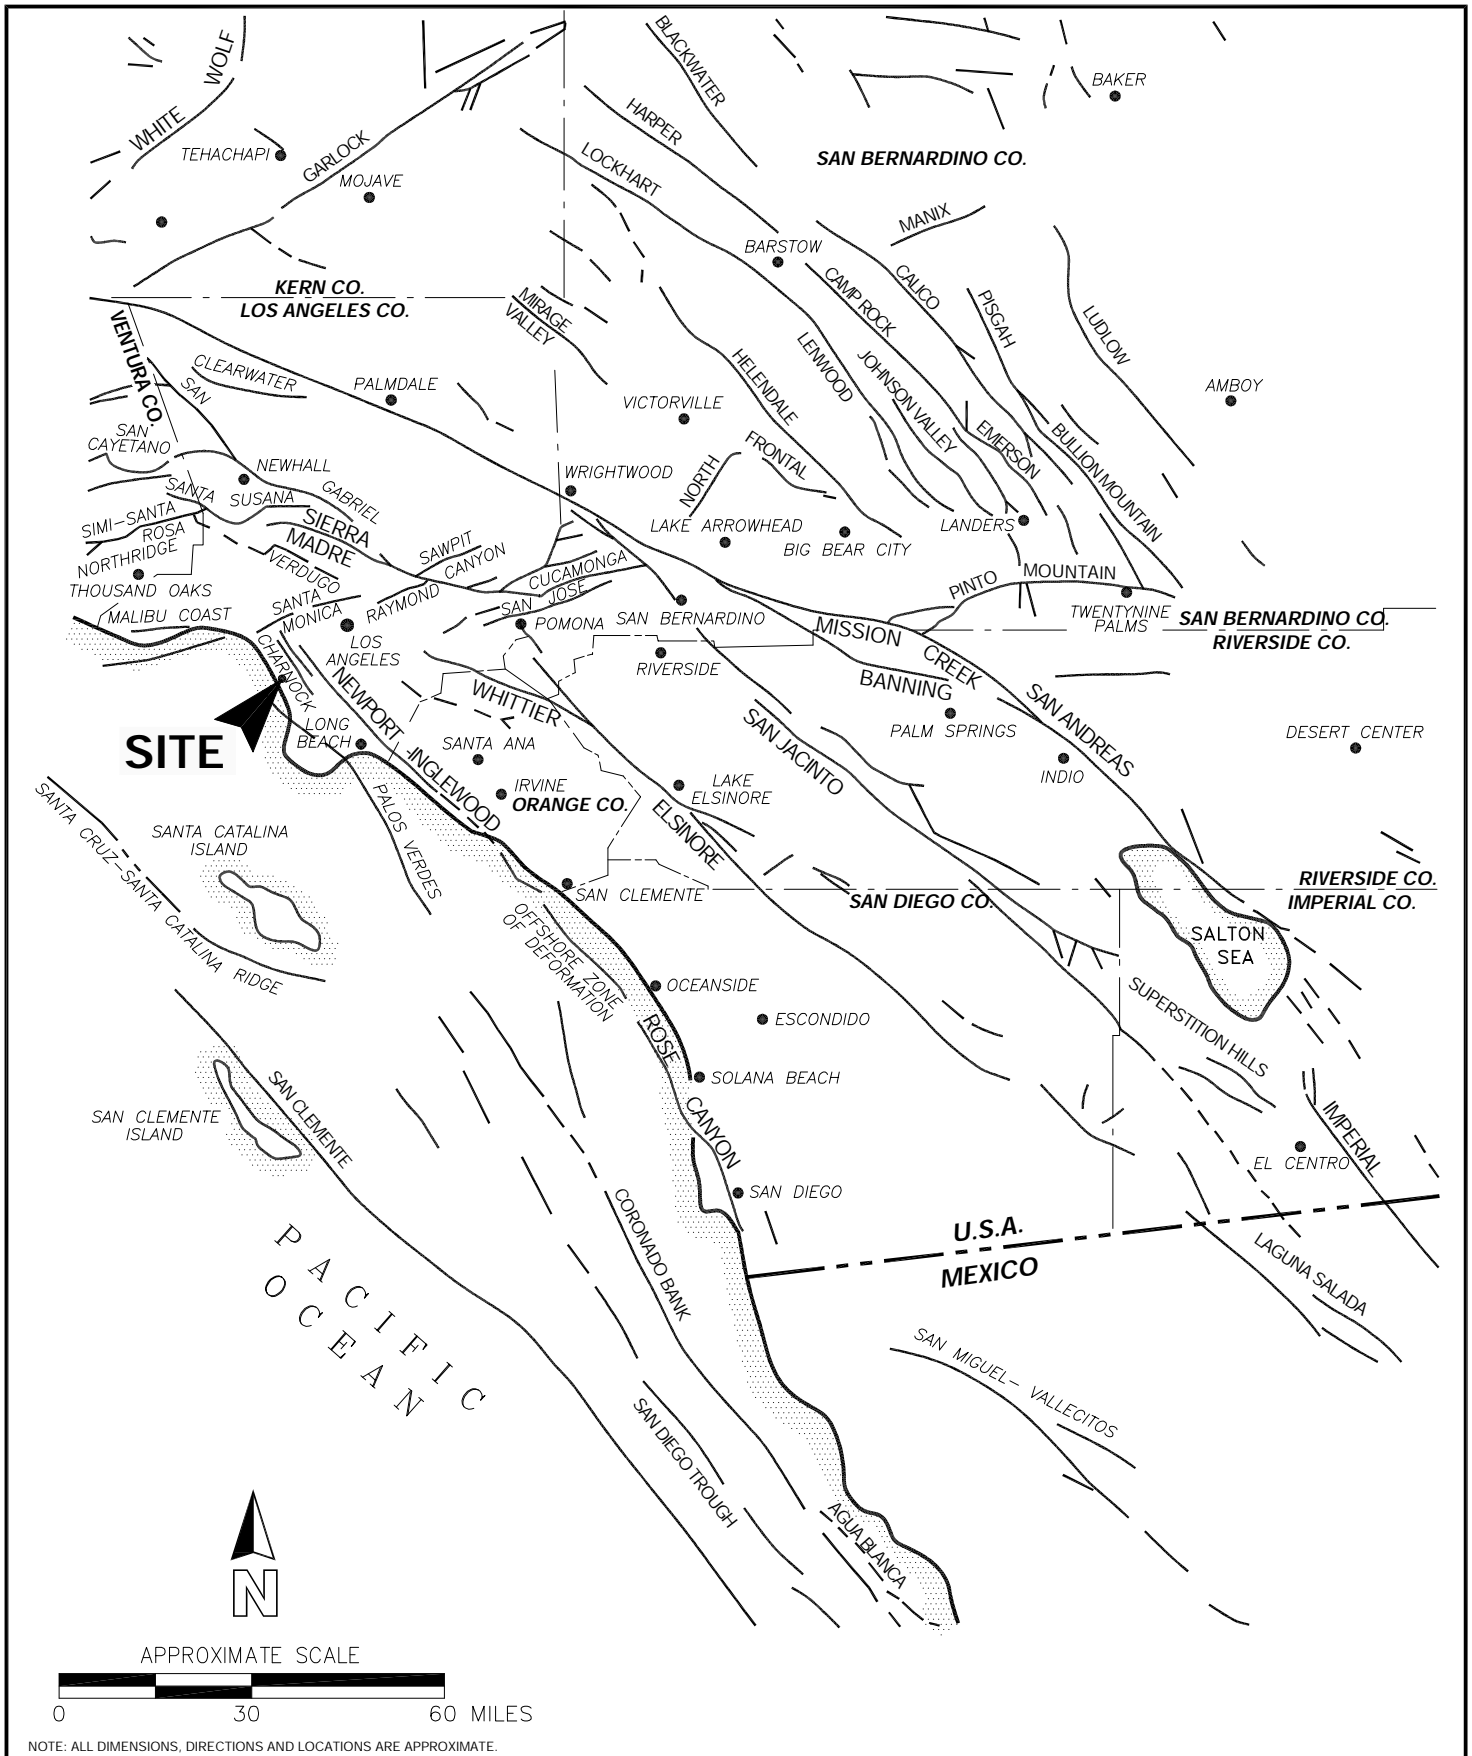 WHITE WOLF
BLACKWATER
BAKER
HARPER
TEHACHAPI
GARLOCK
MOJAVE
LOCKHART
SAN BERNARDINO CO.
MANIX
BARSTOW
KERN CO.
LOS ANGELES CO.
VENTURA CO.
MIRAGE
VALLEY
CAMP ROCK
CALICO
PISGAH
LUDLOW
CLEARWATER
SAN
GABRIEL
PALMDALE
HELENDALE
LENWOOD
JOHNSON VALLEY
AMBOY
VICTORVILLE
EMERSON
BULLION MOUNTAIN
SAN
CAYETANO
NEWHALL
WRIGHTWOOD
NORTH
FRONTAL
SANTA
SUSANA
SIMI-SANTA
ROSA
NORTHRIDGE
SIERRA
MADRE
SAWPIT
CANYON
LAKE ARROWHEAD
BIG BEAR CITY
LANDERS
VERDUGO
CUCAMONGA
PINTO
MOUNTAIN
THOUSAND OAKS
SANTA
MONICA
RAYMOND
SAN JOSE
MALIBU COAST
POMONA
SAN BERNARDINO
TWENTYNINE
PALMS
SAN BERNARDINO CO.
RIVERSIDE CO.
LOS
ANGELES
CHARNOCK
RIVERSIDE
MISSION
CREEK
BANNING
WHITTIER
SAN ANDREAS
NEWPORT
INGLEWOOD
SITE
LONG
BEACH
SANTA ANA
SAN JACINTO
PALM SPRINGS
DESERT CENTER
INDIO
IRVINE
ORANGE CO.
LAKE
ELSINORE
ELSINORE
PALOS VERDES
SANTA CRUZ-SANTA CATALINA RIDGE
SANTA CATALINA
ISLAND
SAN CLEMENTE
SAN DIEGO CO.
RIVERSIDE CO.
IMPERIAL CO.
OFFSHORE ZONE
OF DEFORMATION
SALTON
SEA
OCEANSIDE
ESCONDIDO
SUPERSTITION HILLS
ROSE
CANYON
SOLANA BEACH
SAN CLEMENTE
SAN CLEMENTE
ISLAND
IMPERIAL
EL CENTRO
SAN DIEGO
CORONADO BANK
U.S.A.
MEXICO
LAGUNA SALADA
PACIFIC
OCEAN
SAN MIGUEL- VALLECITOS
SAN DIEGO TROUGH
AGUA BLANCA
N
APPROXIMATE SCALE
0 30 60 MILES
NOTE: ALL DIMENSIONS, DIRECTIONS AND LOCATIONS ARE APPROXIMATE.